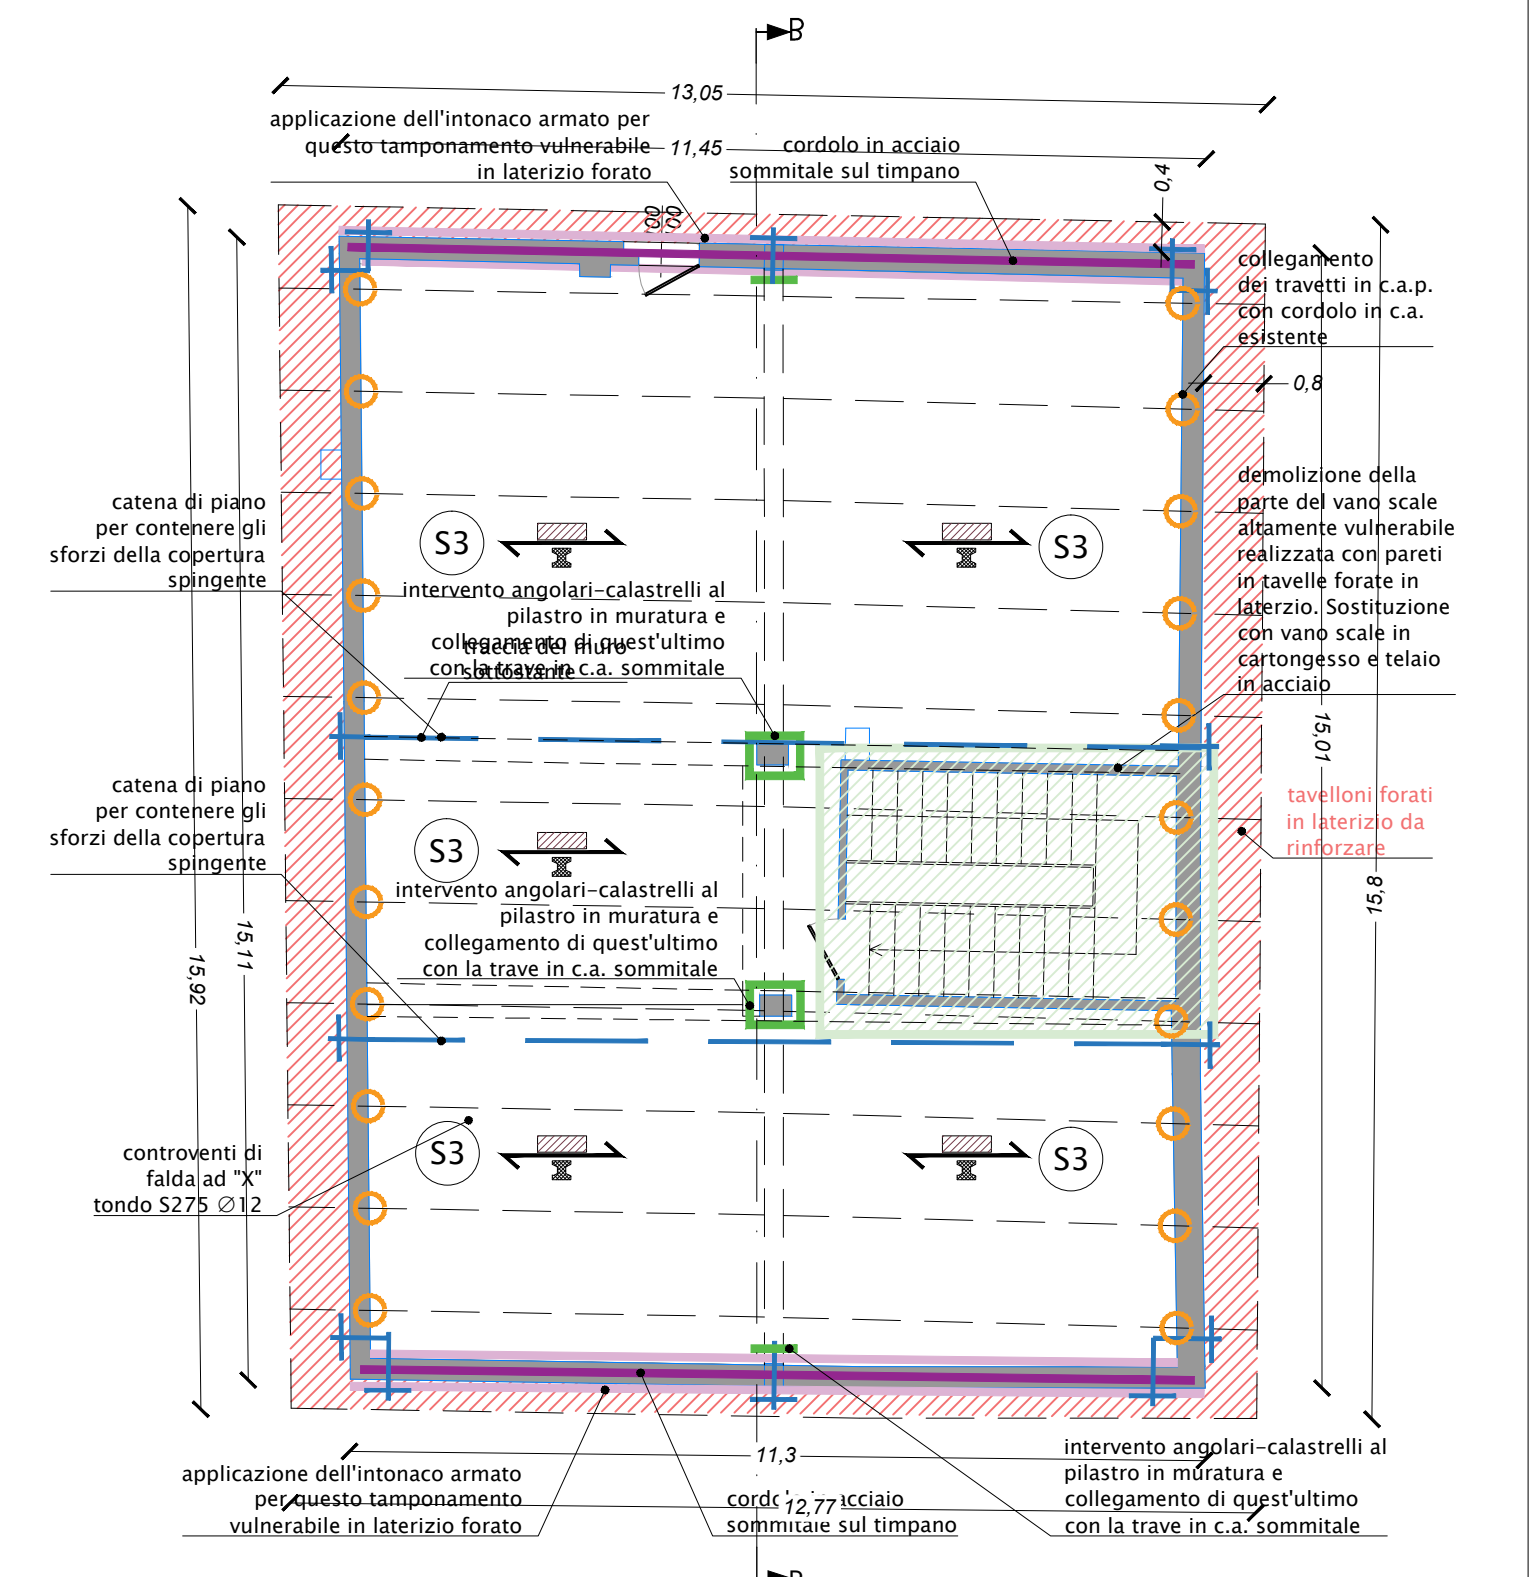 B
13,05
applicazione dell'intonaco armato per
questo tamponamento vulnerabile
in laterizio forato
11,45
cordolo in acciaio
sommitale sul timpano
0,4
collegamento
dei travetti in c.a.p.
con cordolo in c.a.
esistente
0,8
catena di piano
per contenere gli
sforzi della copertura
spingente
S3
S3
demolizione della
parte del vano scale
altamente vulnerabile
realizzata con pareti
in tavelle forate in
laterzio. Sostituzione
con vano scale in
cartongesso e telaio
in acciaio
intervento angolari-calastrelli al
pilastro in muratura e
collegamento di quest'ultimo
con la trave in c.a. sommitale
traccia del muro
sottostante
15,01
15,8
catena di piano
per contenere gli
sforzi della copertura
spingente
S3
tavelloni forati
in laterizio da
rinforzare
intervento angolari-calastrelli al
pilastro in muratura e
collegamento di quest'ultimo
con la trave in c.a. sommitale
15,92
15,11
controventi di
falda ad "X"
tondo S275 ∅12
S3
S3
11,3
applicazione dell'intonaco armato
per questo tamponamento
vulnerabile in laterizio forato
acciaio
sommitale sul timpano
12,77
intervento angolari-calastrelli al
pilastro in muratura e
collegamento di quest'ultimo
con la trave in c.a. sommitale